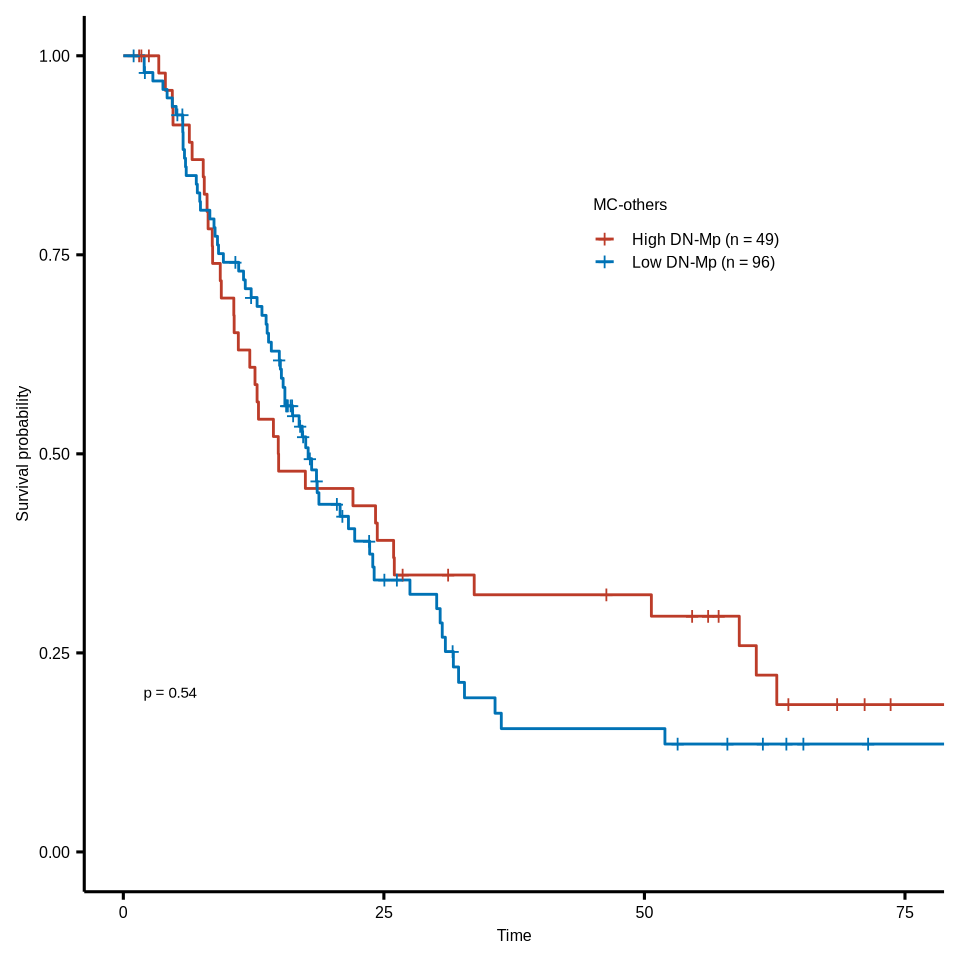 1.00
0.75
0.50
0.25
0.00
Survival probability
MC-others
High DN-Mp (n = 49)
Low DN-Mp (n = 96)
p = 0.54
0
25
50
75
Time